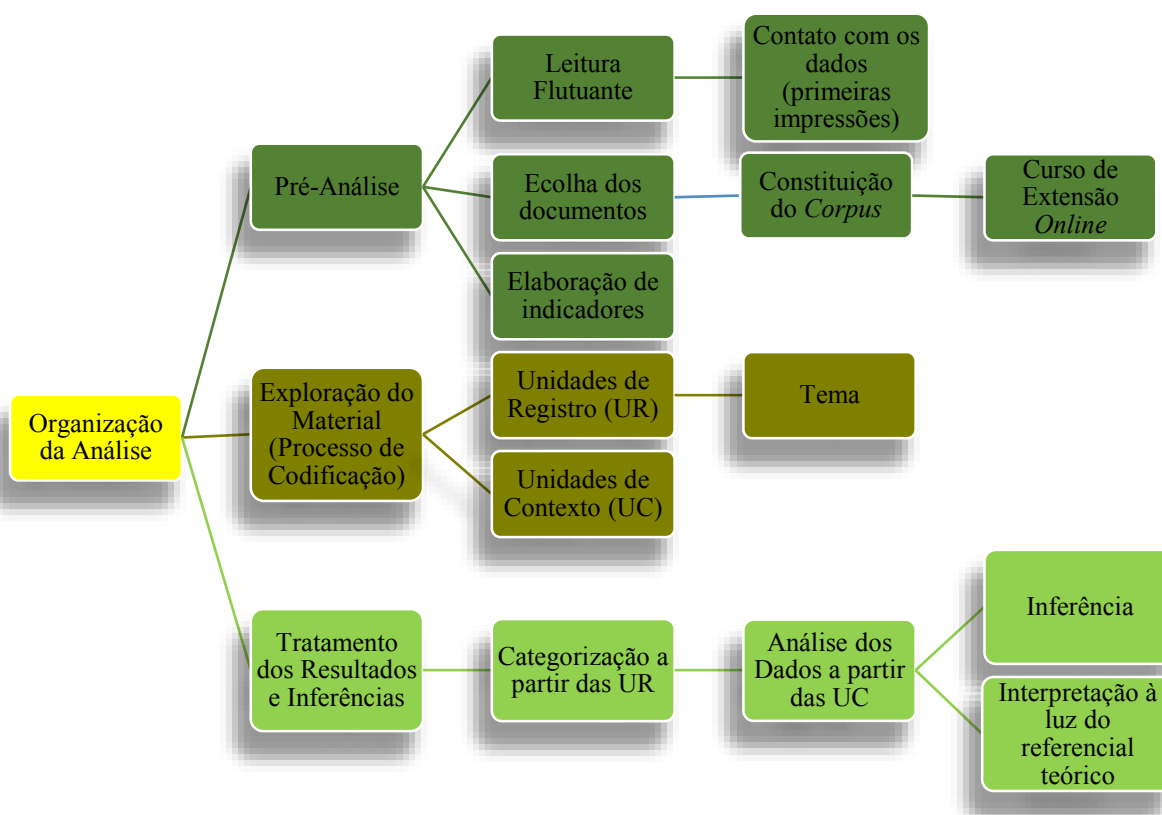 Organização
da Análise
Pré-Análise
Leitura
Flutuante
Contato com os
dados
(primeiras
impressões)
Ecolha dos
documentos
Constituição
do Corpus
Curso de
Extensão
Online
Elaboração de
indicadores
Exploração do
Material
(Processo de
Codificação)
Unidades de
Registro (UR)
Tema
Unidades de
Contexto (UC)
Tratamento
dos Resultados
e Inferências
Categorização a
partir das UR
Análise dos
Dados a partir
das UC
Inferência
Interpretação à
luz do
referencial
teórico